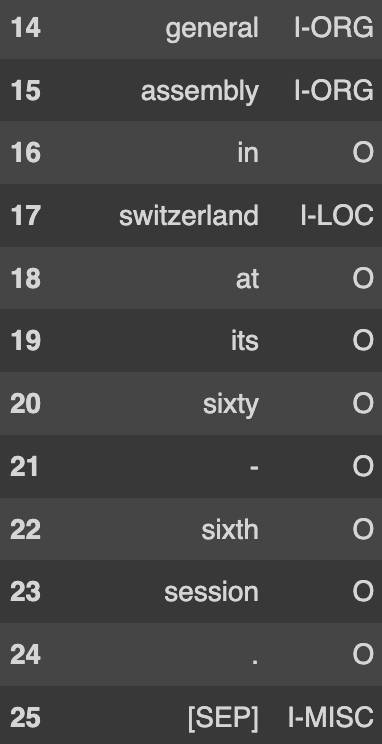 14 general I-ORG
15 assembly I-ORG
16 in O
17 switzerland I-LOC
18 at O
19 its O
20 sixty O
21 - O
22 sixth O
23 session O
24 . O
25 [SEP] I-MISC